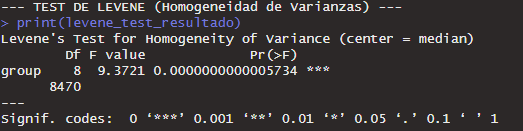 --- TEST DE LEVENE (Homogeneidad de Varianzas) ---
> print(levene_test_resultado)
Levene's Test for Homogeneity of Variance (center = median)
Df F value Pr(>F)
group 8 9.3721 0.0000000000005734 ***
8470
---
Signif. codes: 0 ‘***’ 0.001 ‘**’ 0.01 ‘*’ 0.05 ‘.’ 0.1 ‘ ’ 1